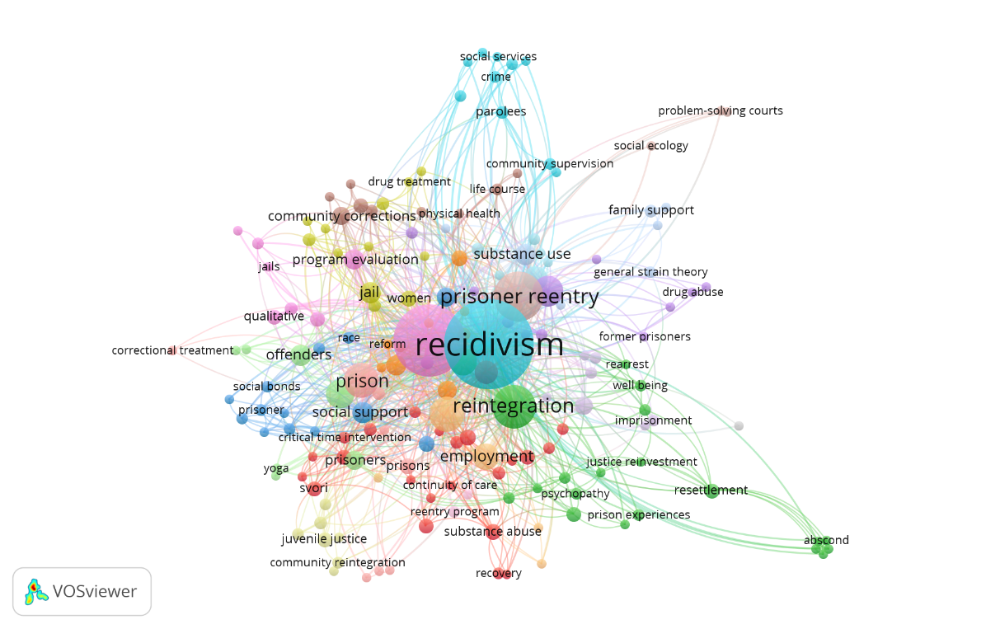 social services
crime
parolees
problem-solving courts
social ecology
community supervision
drug treatment
life course
family support
physical health
community corrections
substance use
program evaluation
jails
general strain theory
jail
women
prisoner reentry
drug abuse
qualitative
race
reform
recidivism
former prisoners
correctional treatment
offenders
rearrest
prison
well being
social bonds
prisoner
social support
reintegration
imprisonment
critical time intervention
employment
prisoners
prisons
justice reinvestment
yoga
svori
continuity of care
psychopathy
resettlement
reentry program
prison experiences
substance abuse
juvenile justice
abscond
community reintegration
recovery
VOSviewer